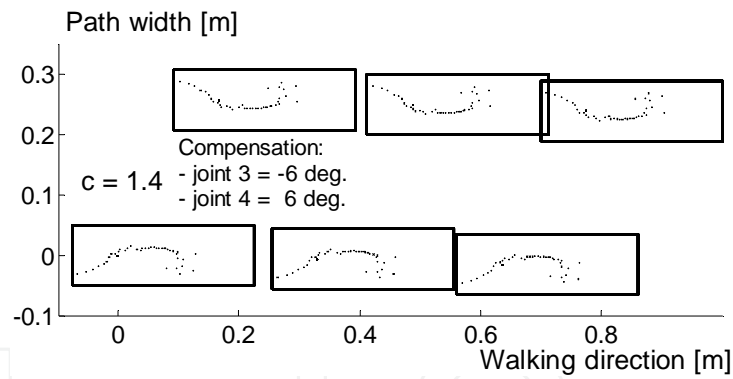 Path width [m]
0.3
0.2
Compensation:
c = 1.4 - joint 3 = -6 deg.
0.1
- joint 4 = 6 deg.
0
-0.1
0 0.2 0.4 0.6 0.8
Walking direction [m]